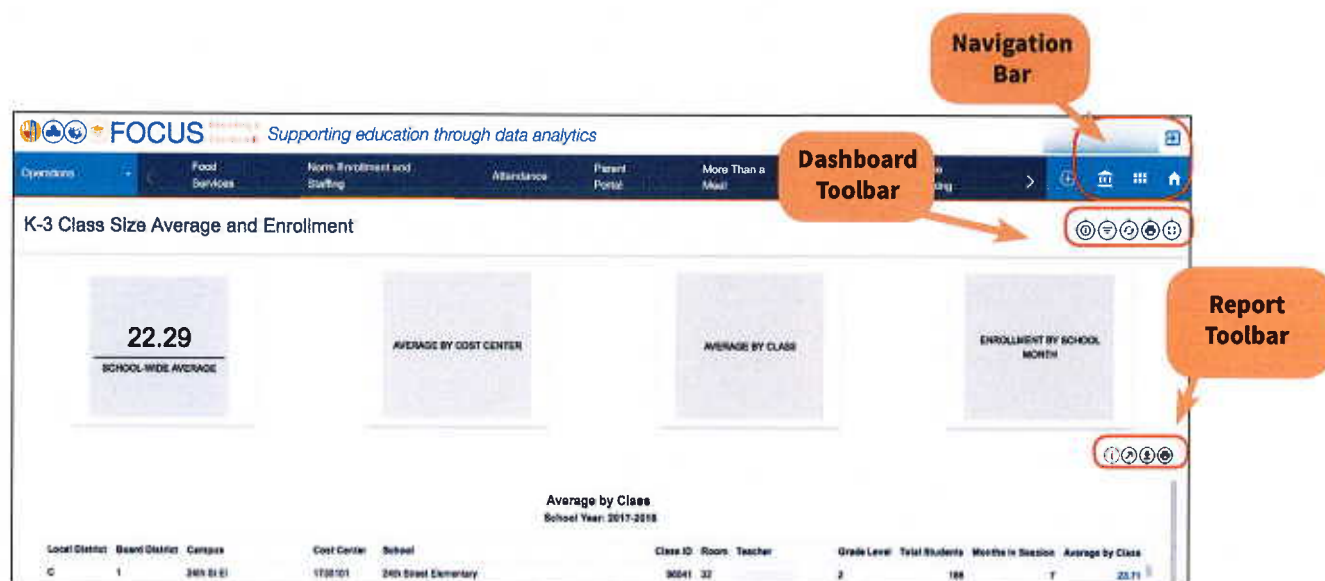 Navigation
Bar
FOCUS
Supporting education through data analytics
Dashboard
Toolbar
Operations
Food
Services
Norm Enrollment and
Staffing
Attendance
Parent
Portal
More Than a
Meal
K-3 Class Size Average and Enrollment
Report
Toolbar
22.29
SCHOOL-WIDE AVERAGE
AVERAGE BY COST CENTER
AVERAGE BY CLASS
ENROLLMENT BY SCHOOL
MONTH
Average by Class
School Year: 2017-2018
Local District Board District Campus Cost Center School Class ID Room Teacher Grade Level Total Students Months in Session Average by Class
C 1 24th St El 24th Street Elementary 32 2 7 23.71